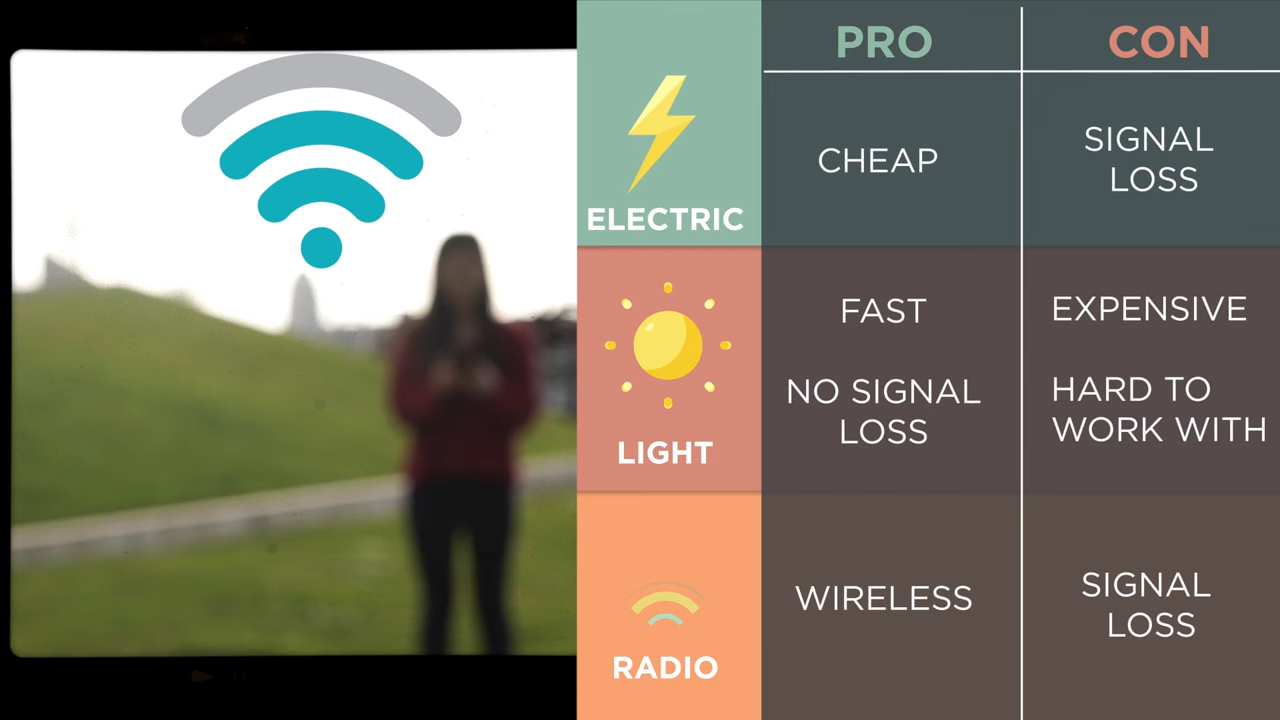 PRO
CON
ELECTRIC
CHEAP
SIGNAL
LOSS
LIGHT
FAST
NO SIGNAL
LOSS
EXPENSIVE
HARD TO
WORK WITH
RADIO
WIRELESS
SIGNAL
LOSS